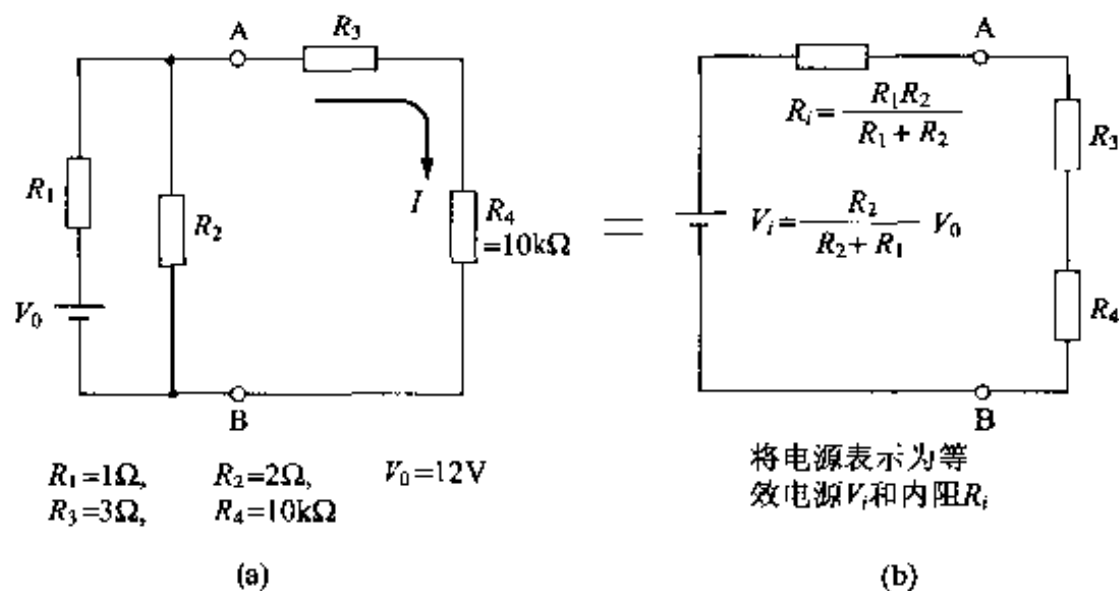 A
R₃
R₁
R₂
I
R₄
=10kΩ
V₀
B
R₁=1Ω, R₂=2Ω, V₀=12V
R₃=3Ω, R₄=10kΩ
(a)
=
A
Rᵢ=R₁R₂/(R₁+R₂)
R₃
Vᵢ=R₂/(R₂+R₁) V₀
R₄
B
将电源表示为等
效电源Vᵢ和内阻Rᵢ
(b)